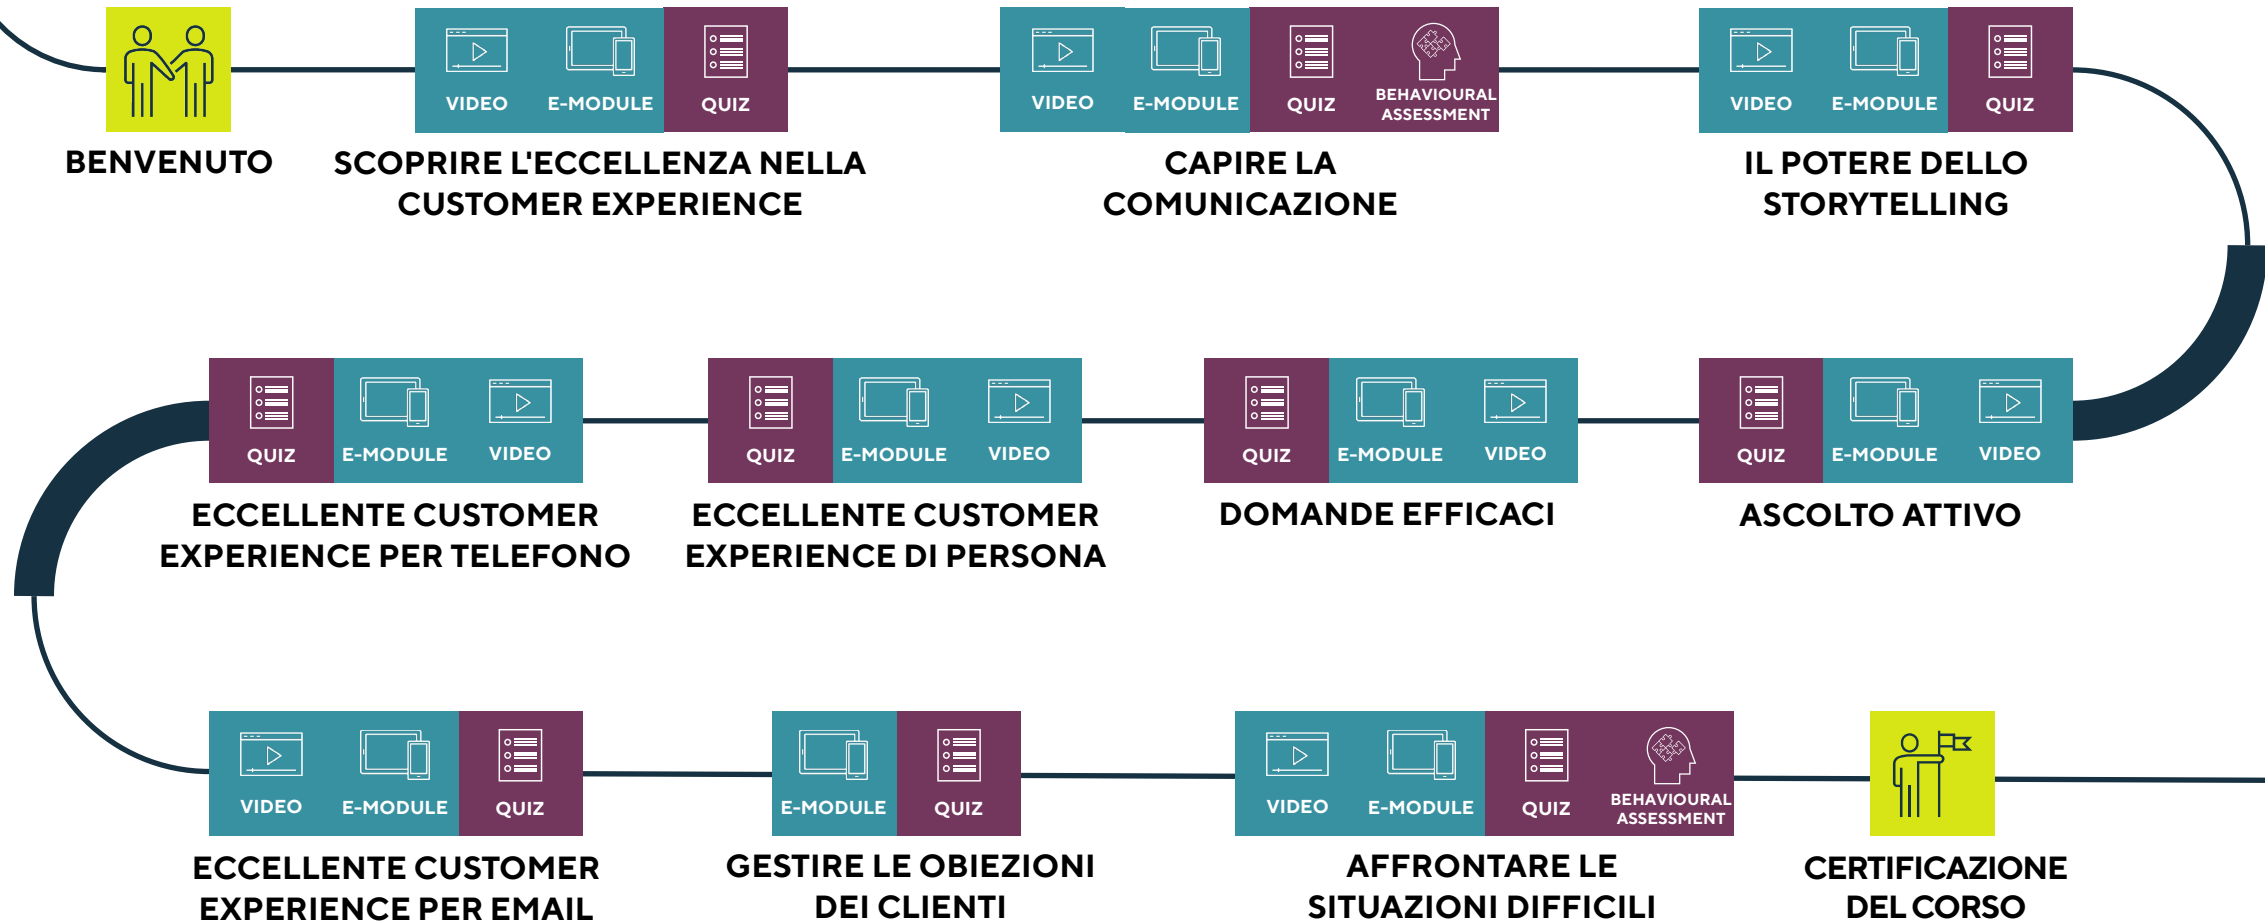 VIDEO E-MODULE QUIZ
VIDEO E-MODULE QUIZ BEHAVIOURAL
ASSESSMENT
VIDEO E-MODULE QUIZ
BENVENUTO
SCOPRIRE L'ECCELLENZA NELLA
CUSTOMER EXPERIENCE
CAPIRE LA
COMUNICAZIONE
IL POTERE DELLO
STORYTELLING
QUIZ E-MODULE VIDEO
QUIZ E-MODULE VIDEO
QUIZ E-MODULE VIDEO
QUIZ E-MODULE VIDEO
ECCELLENTE CUSTOMER
EXPERIENCE PER TELEFONO
ECCELLENTE CUSTOMER
EXPERIENCE DI PERSONA
DOMANDE EFFICACI
ASCOLTO ATTIVO
VIDEO E-MODULE QUIZ
E-MODULE QUIZ
VIDEO E-MODULE QUIZ BEHAVIOURAL
ASSESSMENT
ECCELLENTE CUSTOMER
EXPERIENCE PER EMAIL
GESTIRE LE OBIEZIONI
DEI CLIENTI
AFFRONTARE LE
SITUAZIONI DIFFICILI
CERTIFICAZIONE
DEL CORSO